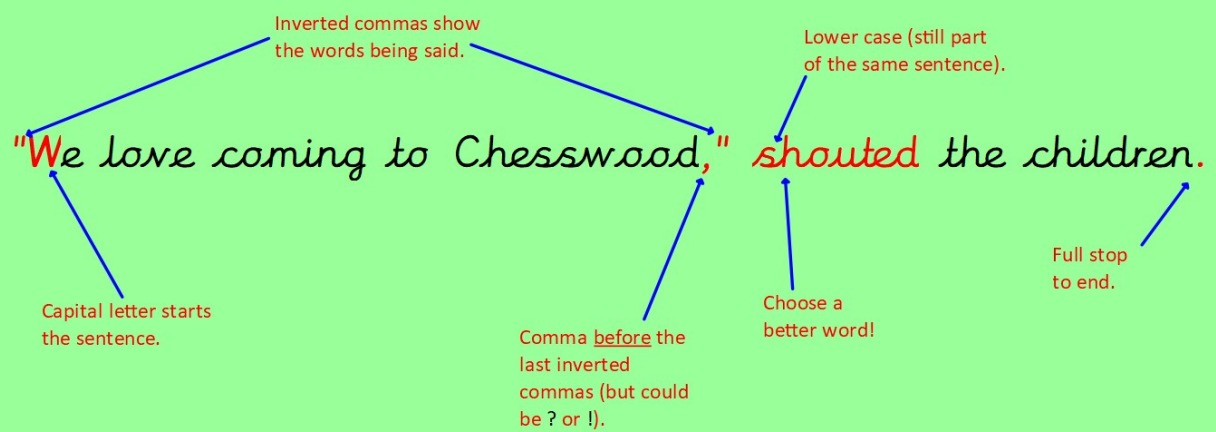 Inverted commas show
the words being said.
Lower case (still part
of the same sentence).
"We love coming to Chesswood," shouted the children.
Capital letter starts
the sentence.
Comma before the
last inverted
commas (but could
be ? or !).
Choose a
better word!
Full stop
to end.